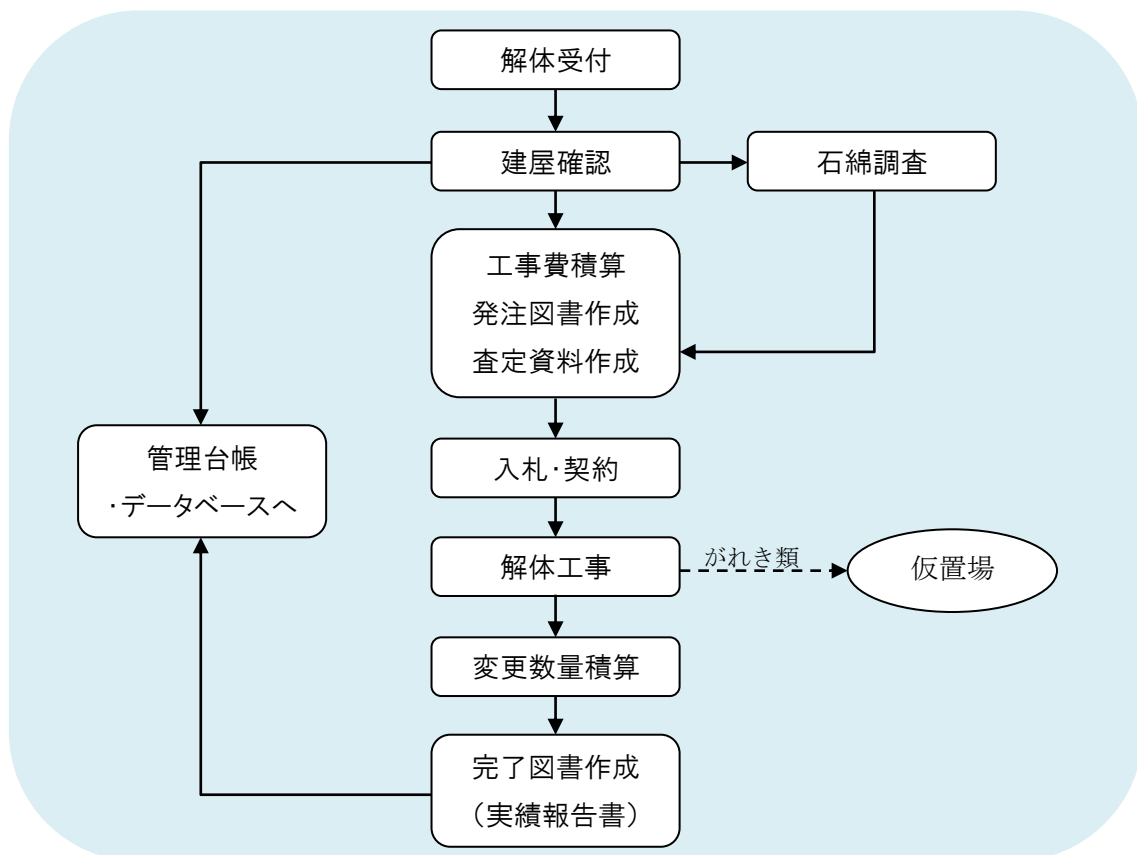 解体受付
建屋確認
石綿調査
工事費積算
発注図書作成
査定資料作成
管理台帳
・データベースへ
入札・契約
解体工事
がれき類
仮置場
変更数量積算
完了図書作成
（実績報告書）